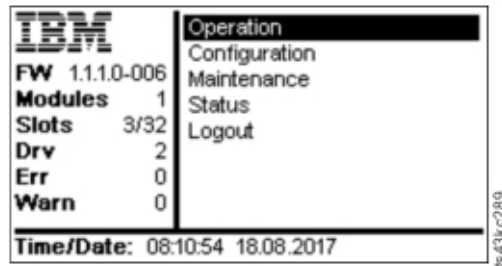 IBM
FW 1.1.1.0-006
Modules 1
Slots 3/32
Drv 2
Err 0
Warn 0
Operation
Configuration
Maintenance
Status
Logout
Time/Date: 08:10:54 18.08.2017
ts43kc289